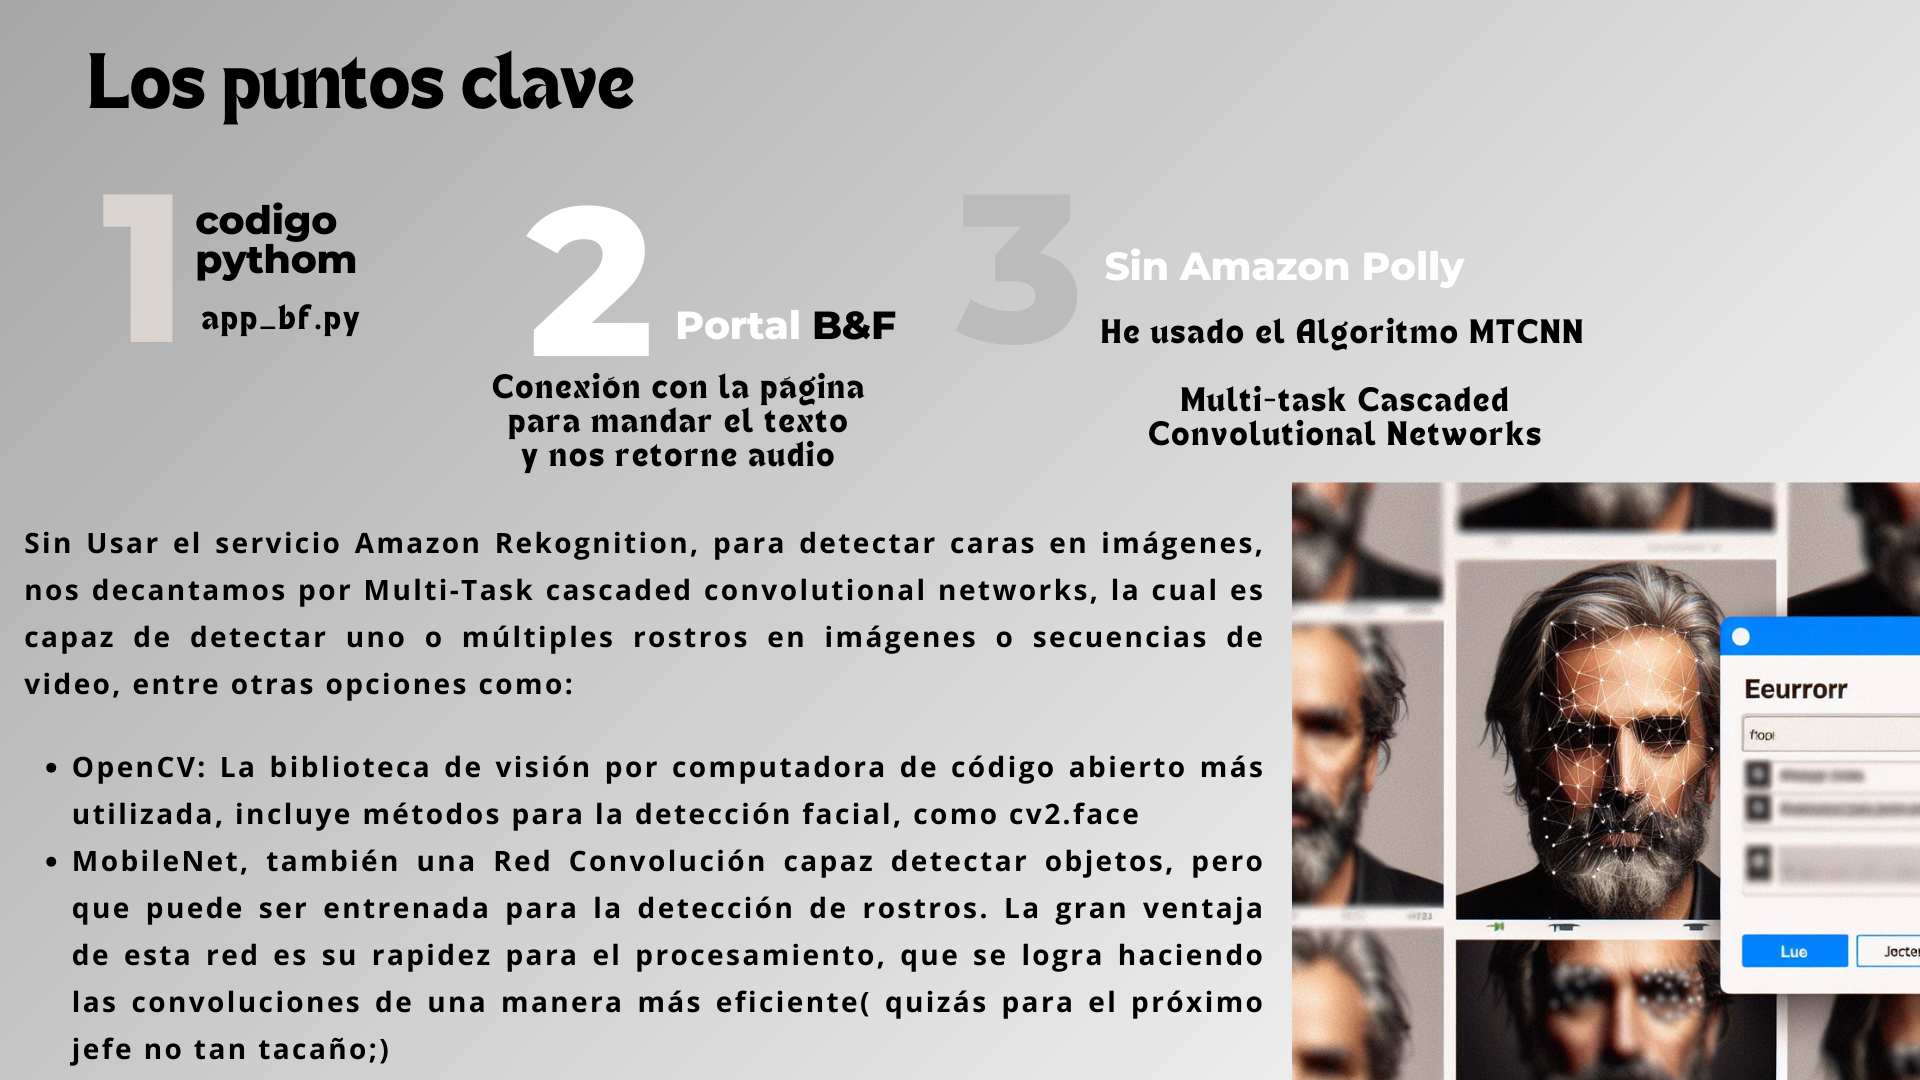 Los puntos clave
1
codigo
pythom
app_bf.py
2
Portal B&F
Conexión con la página
para mandar el texto
y nos retorne audio
3
Sin Amazon Polly
He usado el Algoritmo MTCNN
Multi-task Cascaded
Convolutional Networks
Sin Usar el servicio Amazon Rekognition, para detectar caras en imágenes,
nos decantamos por Multi-Task cascaded convolutional networks, la cual es
capaz de detectar uno o múltiples rostros en imágenes o secuencias de
video, entre otras opciones como:
• OpenCV: La biblioteca de visión por computadora de código abierto más
utilizada, incluye métodos para la detección facial, como cv2.face
• MobileNet, también una Red Convolución capaz detectar objetos, pero
que puede ser entrenada para la detección de rostros. La gran ventaja
de esta red es su rapidez para el procesamiento, que se logra haciendo
las convoluciones de una manera más eficiente( quizás para el próximo
jefe no tan tacaño;)
Eeurrorr
Lue